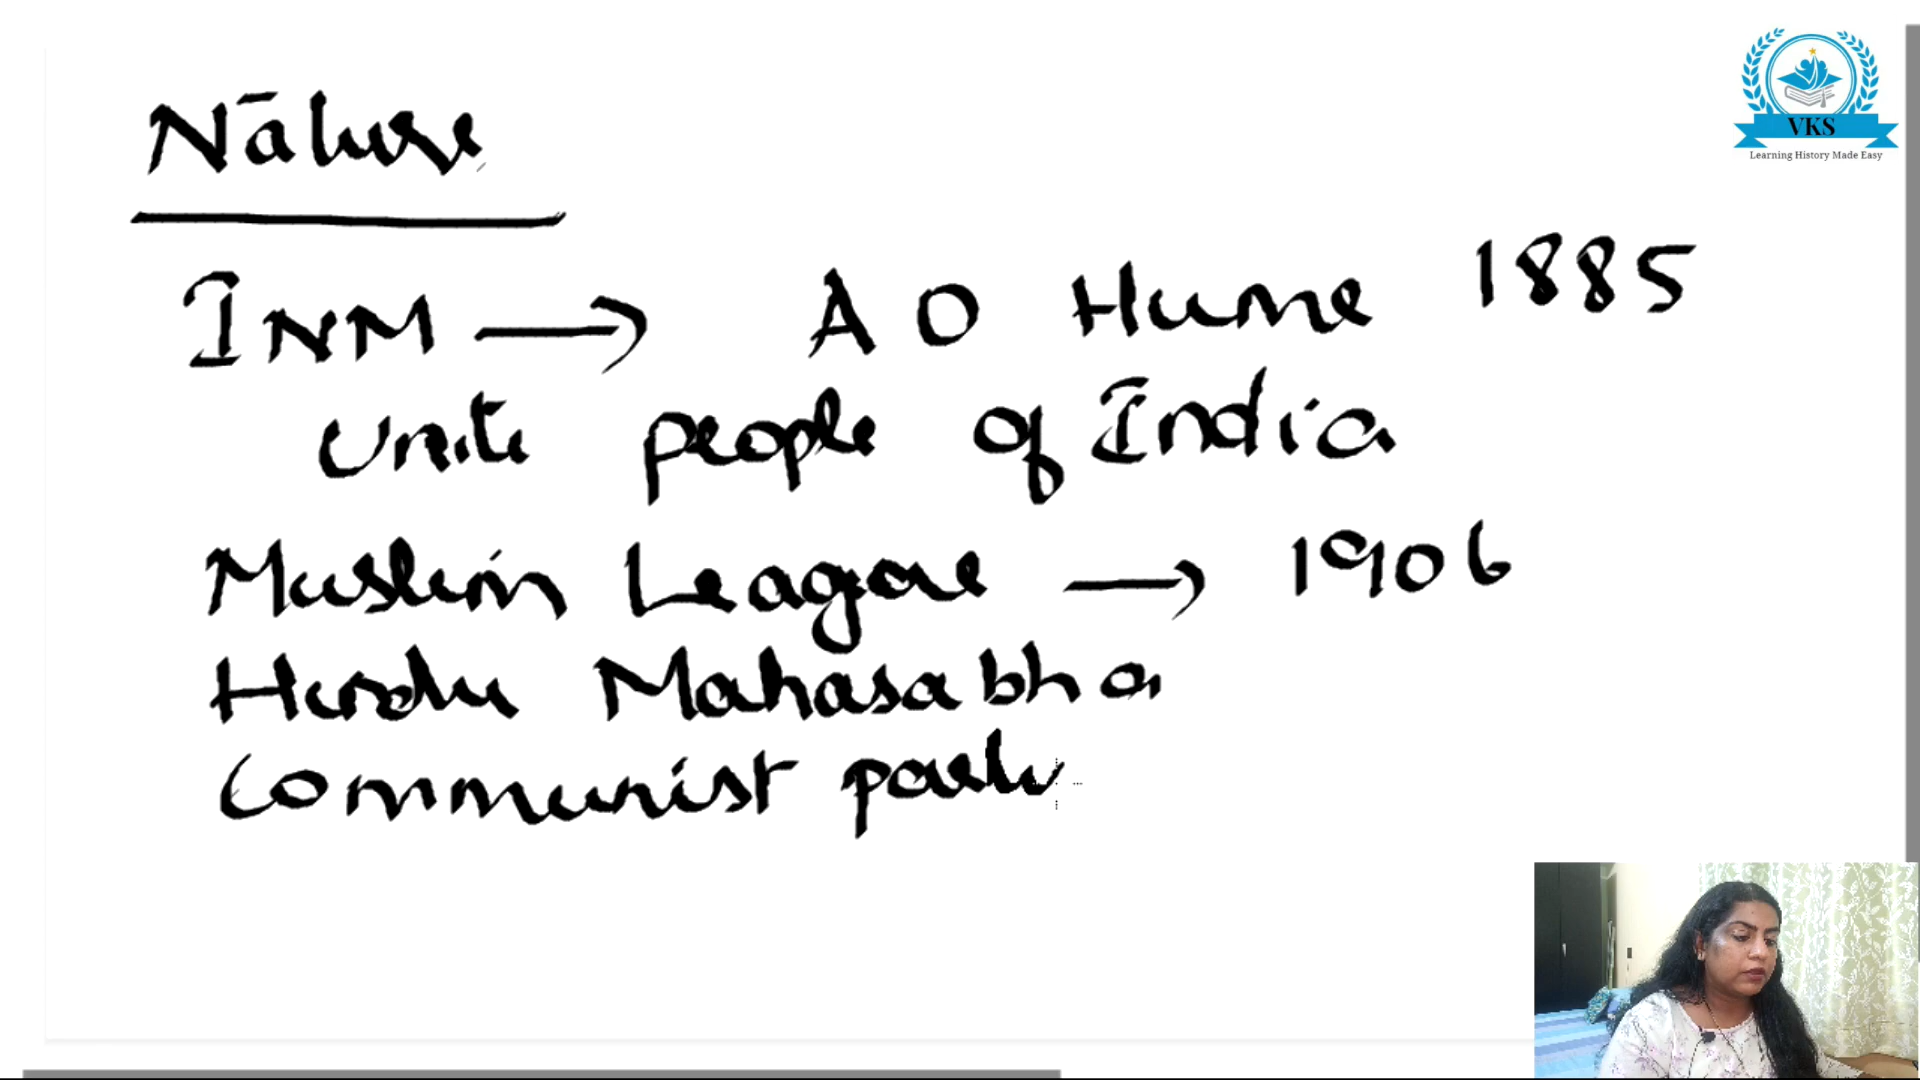 Nature
INM → A O Hume 1885
Unite people of India
Muslim League → 1906
Hindu Mahasabha
Communist party
VKS
Learning History Made Easy